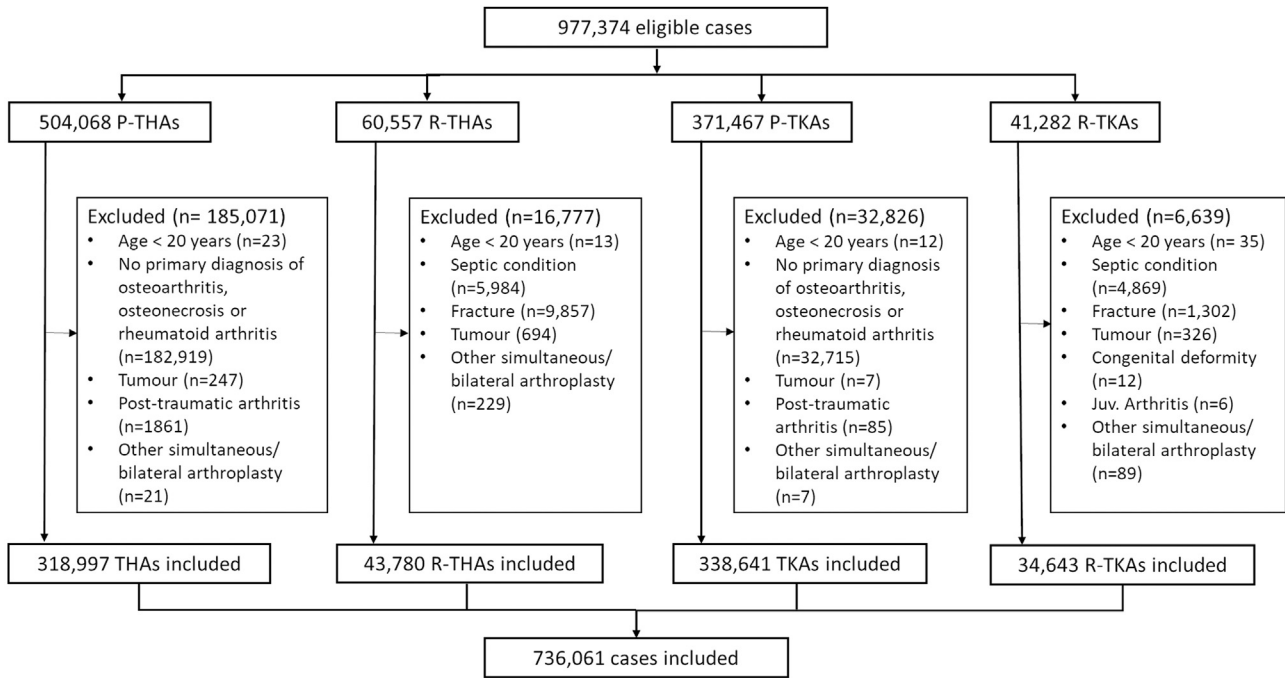 977,374 eligible cases
504,068 P-THAs
60,557 R-THAs
371,467 P-TKAs
41,282 R-TKAs
Excluded (n= 185,071)
• Age < 20 years (n=23)
• No primary diagnosis of
osteoarthritis,
osteonecrosis or
rheumatoid arthritis
(n=182,919)
• Tumour (n=247)
• Post-traumatic arthritis
(n=1861)
• Other simultaneous/
bilateral arthroplasty
(n=21)
Excluded (n=16,777)
• Age < 20 years (n=13)
• Septic condition
(n=5,984)
• Fracture (n=9,857)
• Tumour (694)
• Other simultaneous/
bilateral arthroplasty
(n=229)
Excluded (n=32,826)
• Age < 20 years (n=12)
• No primary diagnosis
of osteoarthritis,
osteonecrosis or
rheumatoid arthritis
(n=32,715)
• Tumour (n=7)
• Post-traumatic
arthritis (n=85)
• Other simultaneous/
bilateral arthroplasty
(n=7)
Excluded (n=6,639)
• Age < 20 years (n= 35)
• Septic condition
(n=4,869)
• Fracture (n=1,302)
• Tumour (n=326)
• Congenital deformity
(n=12)
• Juv. Arthritis (n=6)
• Other simultaneous/
bilateral arthroplasty
(n=89)
318,997 THAs included
43,780 R-THAs included
338,641 TKAs included
34,643 R-TKAs included
736,061 cases included